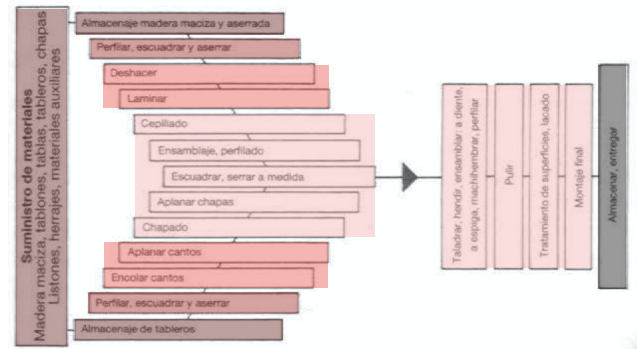 Suministro de materiales
Madera maciza, tablones, tablas, tableros, chapas
Listones, herrajes, materiales auxiliares
Almacenaje madera maciza y aserrada
Perfilar, escuadrar y aserrar
Deshacer
Laminar
Cepillado
Ensamblaje, perfilado
Escuadrar, serrar a medida
Aplanar chapas
Chapado
Aplanar cantos
Encolar cantos
Perfilar, escuadrar y aserrar
Almacenaje de tableros
Taladrar, hendir, ensamblar: a diente,
a espiga, machihembrar, perfilar
Pulir
Tratamiento de superficies, lacado
Montaje final
Almacenar, entregar